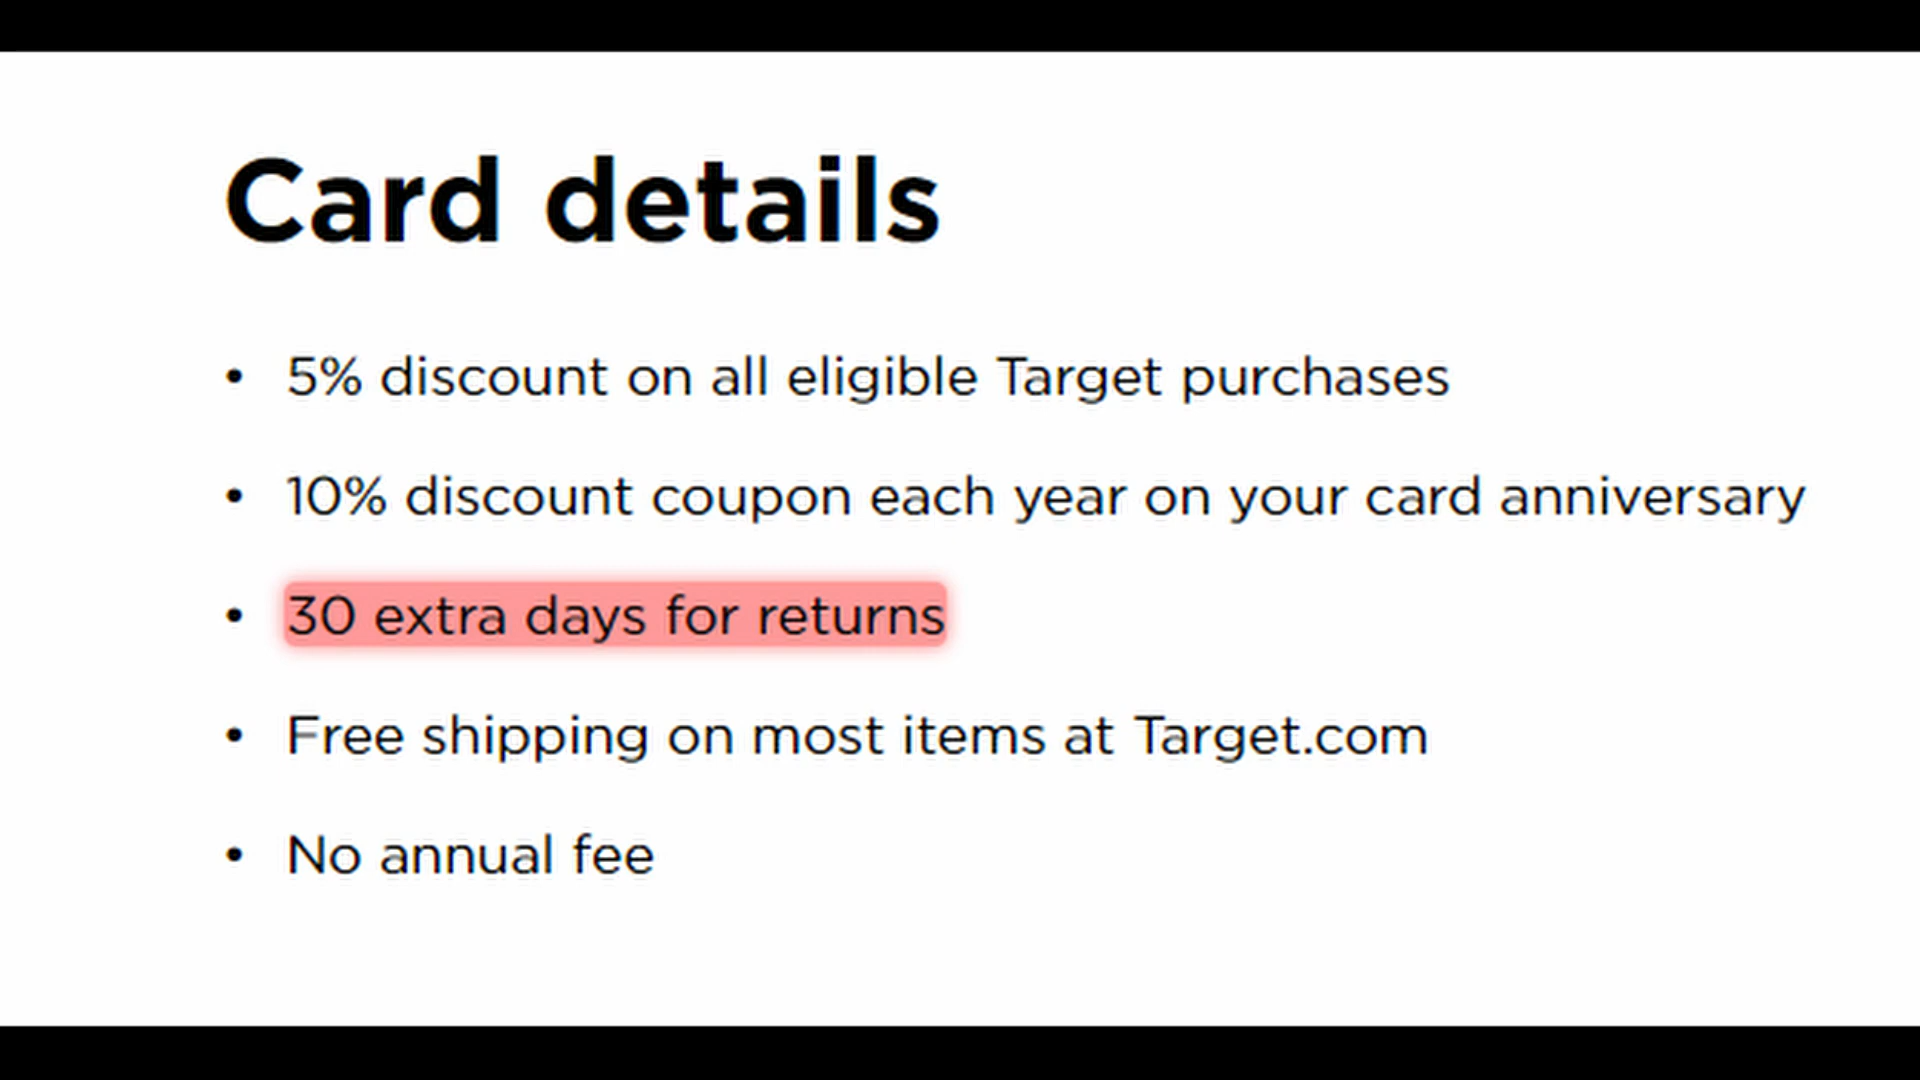 Card details
• 5% discount on all eligible Target purchases
• 10% discount coupon each year on your card anniversary
• 30 extra days for returns
• Free shipping on most items at Target.com
• No annual fee